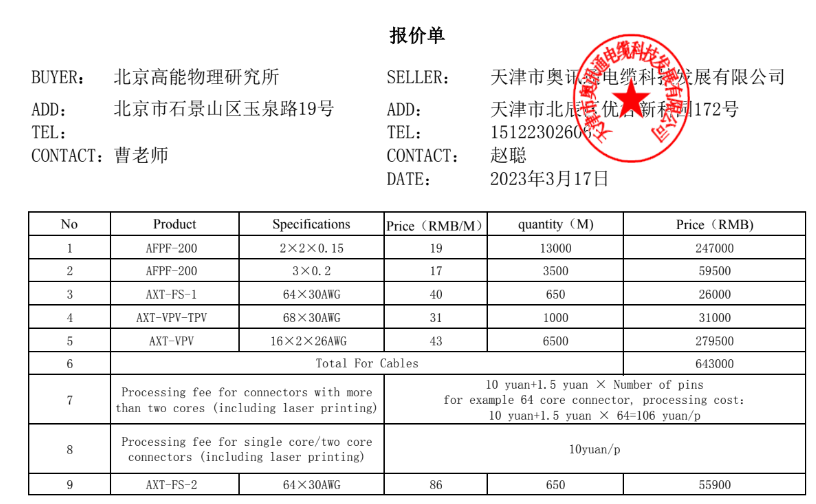 报价单
BUYER: 北京高能物理研究所 SELLER: 天津市奥讯通电缆科技发展有限公司
ADD: 北京市石景山区玉泉路19号 ADD: 天津市北辰 优谷新科园172号
TEL: TEL: 15122302606
CONTACT: 曹老师 CONTACT: 赵聪
DATE: 2023年3月17日
天津市奥讯通电缆科技发展有限公司
No Product Specifications Price（RMB/M） quantity（M） Price（RMB)
1 AFPF-200 2×2×0.15 19 13000 247000
2 AFPF-200 3×0.2 17 3500 59500
3 AXT-FS-1 64×30AWG 40 650 26000
4 AXT-VPV-TPV 68×30AWG 31 1000 31000
5 AXT-VPV 16×2×26AWG 43 6500 279500
6 Total For Cables 643000
7 Processing fee for connectors with more than two cores (including laser printing)
10 yuan+1.5 yuan × Number of pins
for example 64 core connector, processing cost:
10 yuan+1.5 yuan × 64=106 yuan/p
8 Processing fee for single core/two core
connectors (including laser printing)
10yuan/p
9 AXT-FS-2 64×30AWG 86 650 55900